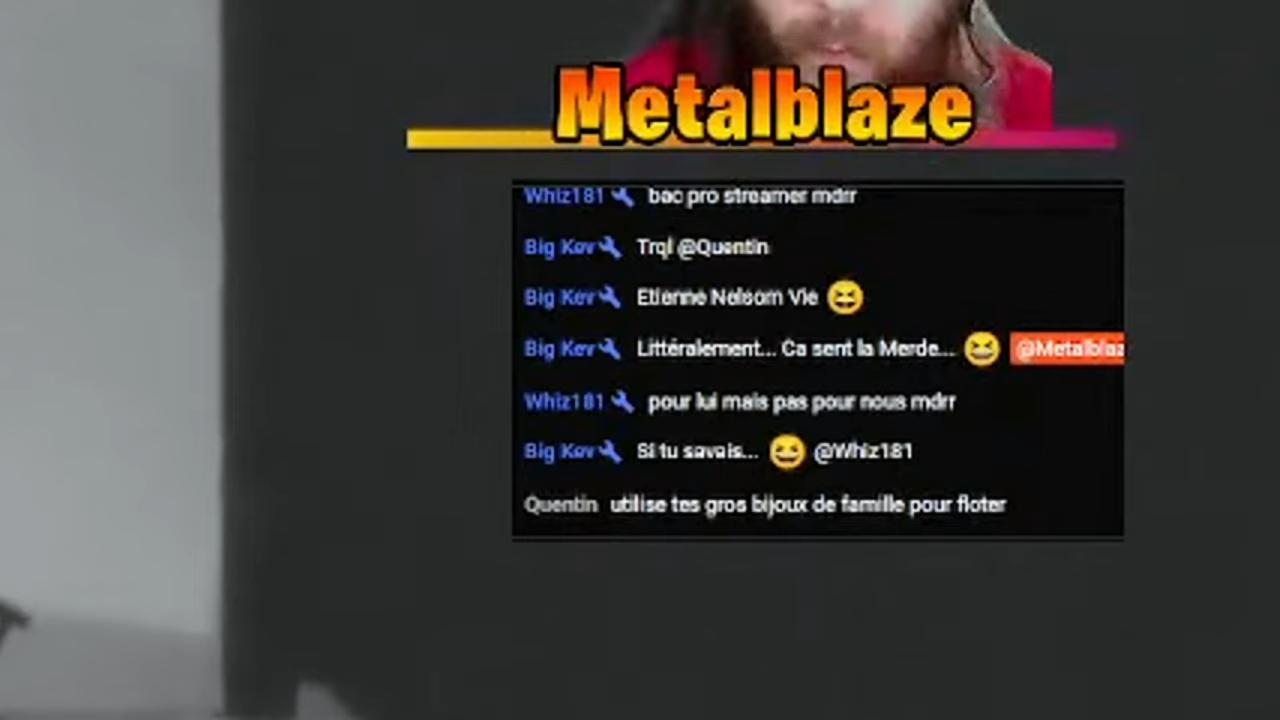 Metalblaze
Whiz181 bac pro streamer mdrr
Big Kev Trql @Quentin
Big Kev Etienne Nelsom Vie 😆
Big Kev Littéralement... Ca sent la Merde... 😆 @Metalblaz
Whiz181 pour lui mais pas pour nous mdrr
Big Kev Si tu savais... 😆 @Whiz181
Quentin utilise tes gros bijoux de famille pour floter